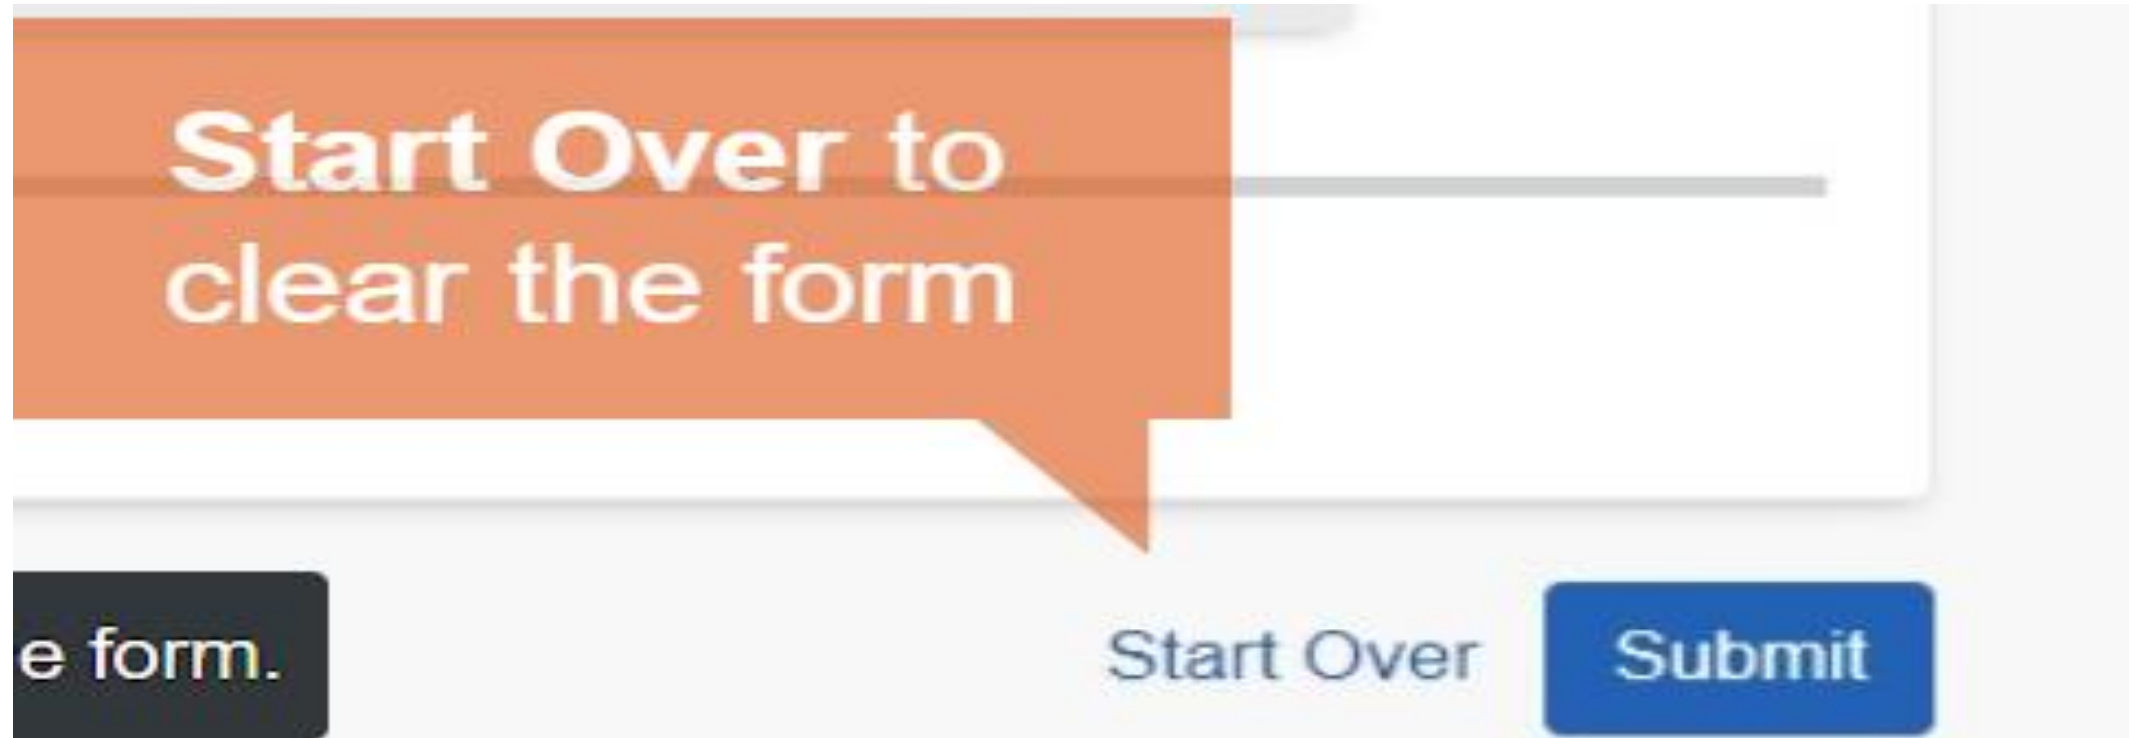 Start Over to
clear the form
e form.
Start Over
Submit